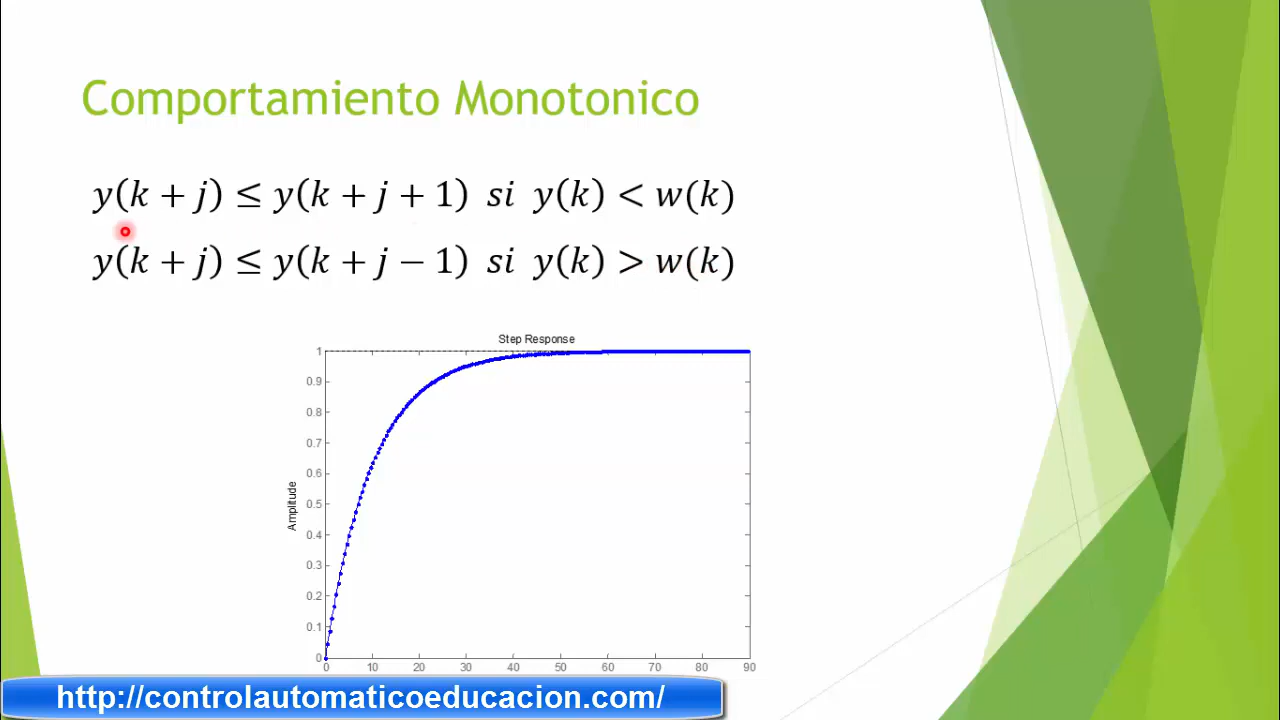 Comportamiento Monotonico
y(k + j) ≤ y(k + j + 1) si y(k) < w(k)
y(k + j) ≤ y(k + j − 1) si y(k) > w(k)
Step Response
Amplitude
1
0.9
0.8
0.7
0.6
0.5
0.4
0.3
0.2
0.1
0
0 10 20 30 40 50 60 70 80 90
http://controlautomaticoeducacion.com/